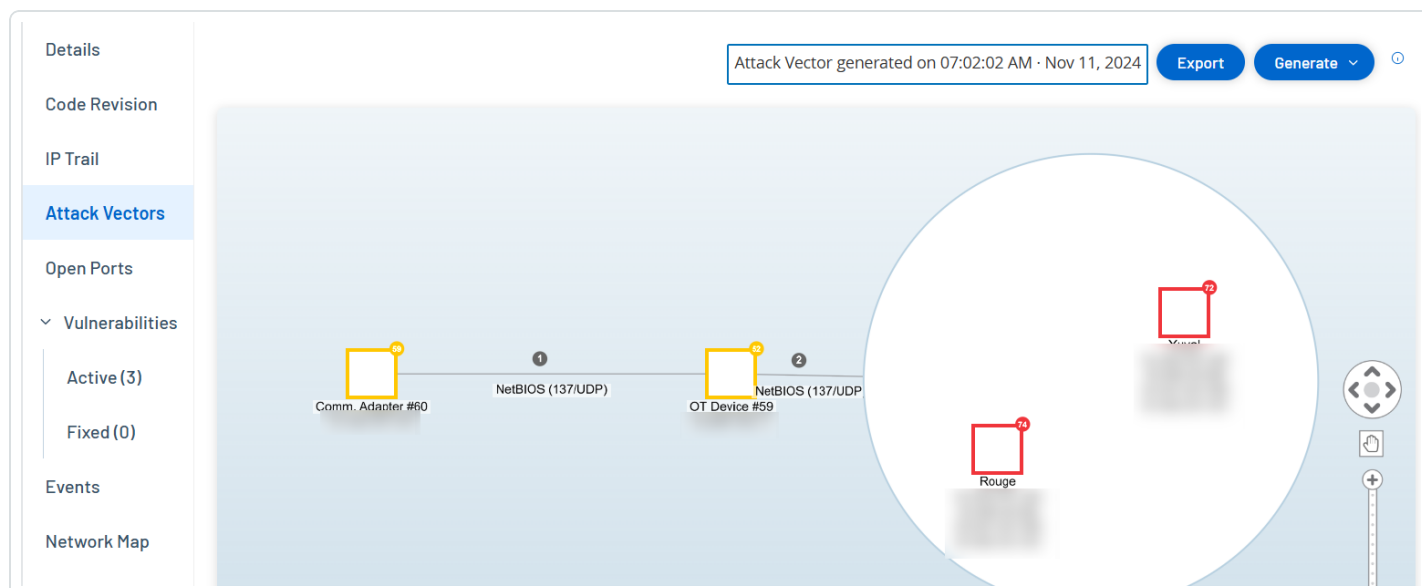 Details
Code Revision
IP Trail
Attack Vectors
Open Ports
Vulnerabilities
Active (3)
Fixed (0)
Events
Network Map
Attack Vector generated on 07:02:02 AM · Nov 11, 2024
Export
Generate
59
1
NetBIOS (137/UDP)
Comm. Adapter #60
52
2
NetBIOS (137/UDP
OT Device #59
72
74
Rouge